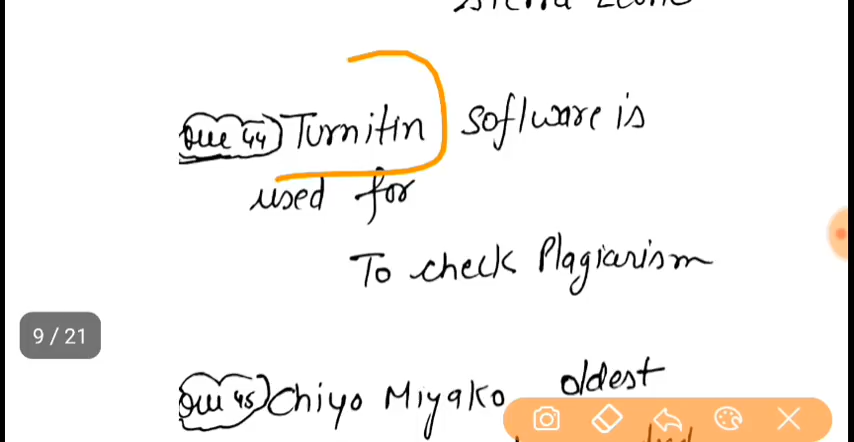 Que 44) Turnitin software is
used for
To check Plagiarism
9 / 21
Que 45) Chiyo Miyako oldest